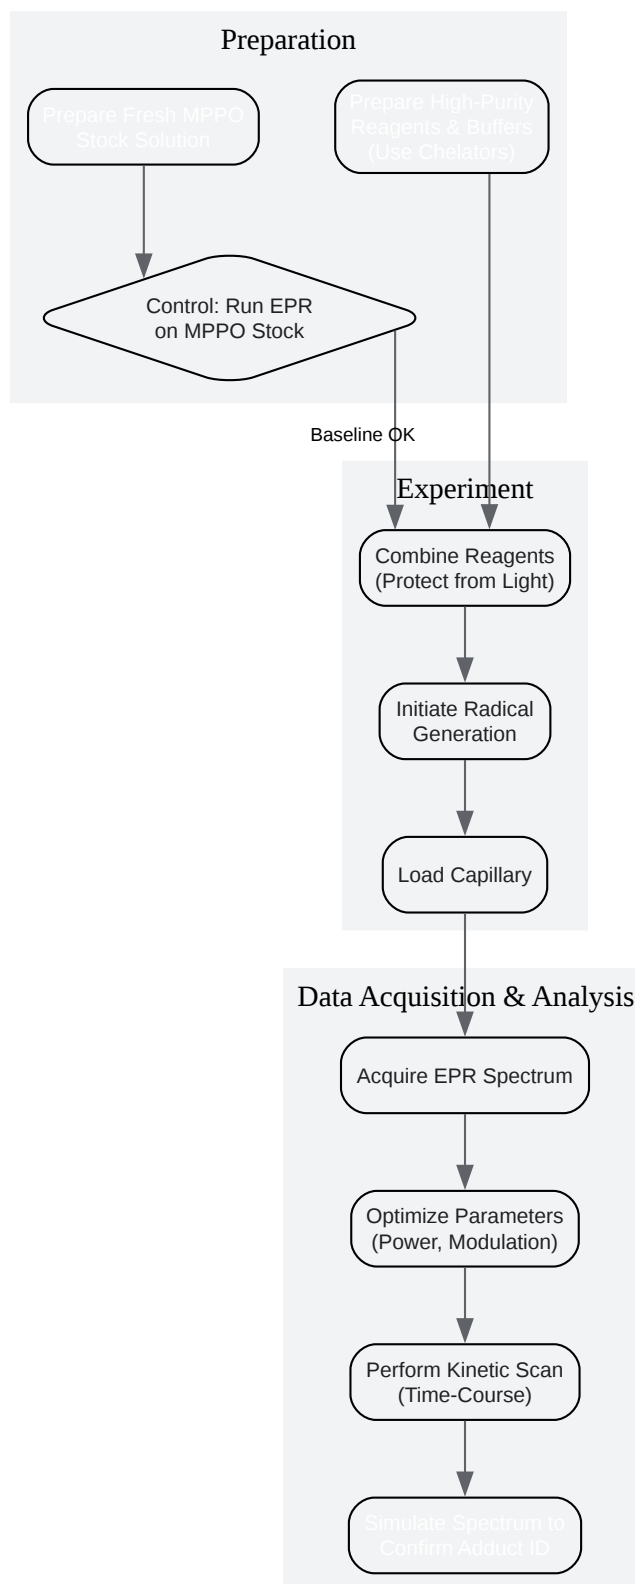 Preparation
Prepare Fresh MPPO
Stock Solution
Prepare High-Purity
Reagents & Buffers
(Use Chelators)
Control: Run EPR
on MPPO Stock
Baseline OK
Experiment
Combine Reagents
(Protect from Light)
Initiate Radical
Generation
Load Capillary
Data Acquisition & Analysis
Acquire EPR Spectrum
Optimize Parameters
(Power, Modulation)
Perform Kinetic Scan
(Time-Course)
Simulate Spectrum to
Confirm Adduct ID